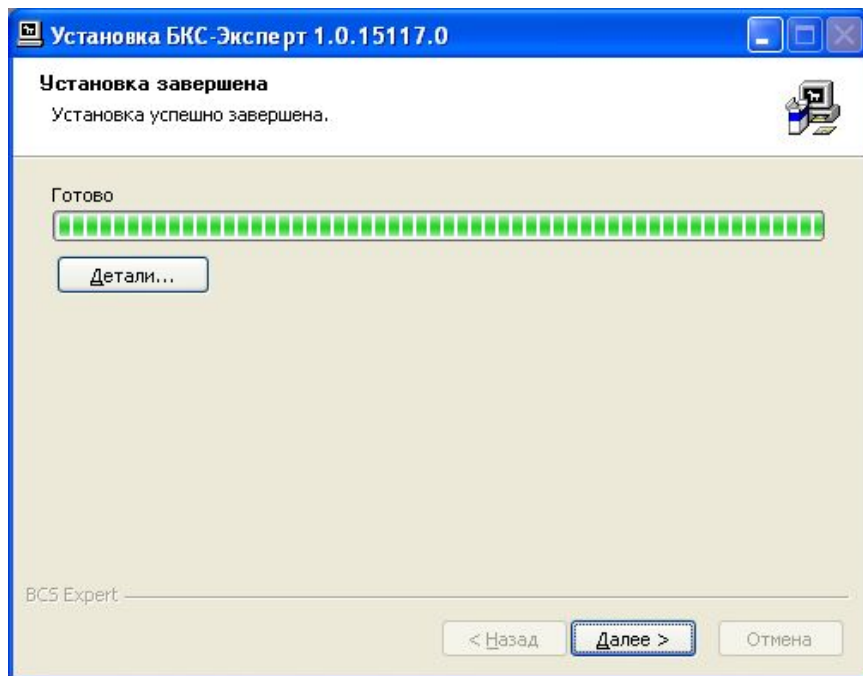 Установка БКС-Эксперт 1.0.15117.0
Установка завершена
Установка успешно завершена.
Готово
Детали...
BCS Expert
< Назад
Далее >
Отмена